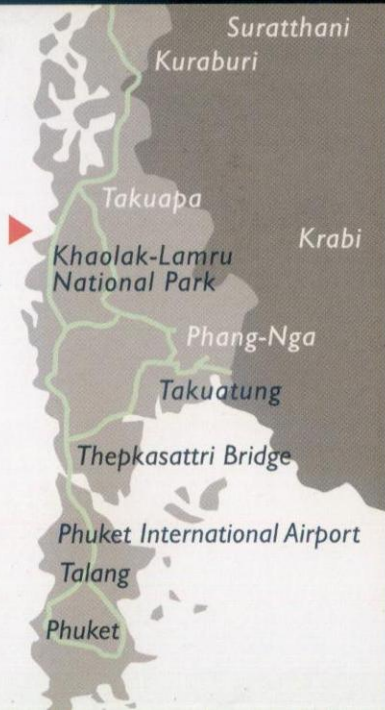 Suratthani
Kuraburi
Takuapa
Krabi
Khaolak-Lamru
National Park
Phang-Nga
Takuatung
Thepkasattri Bridge
Phuket International Airport
Talang
Phuket